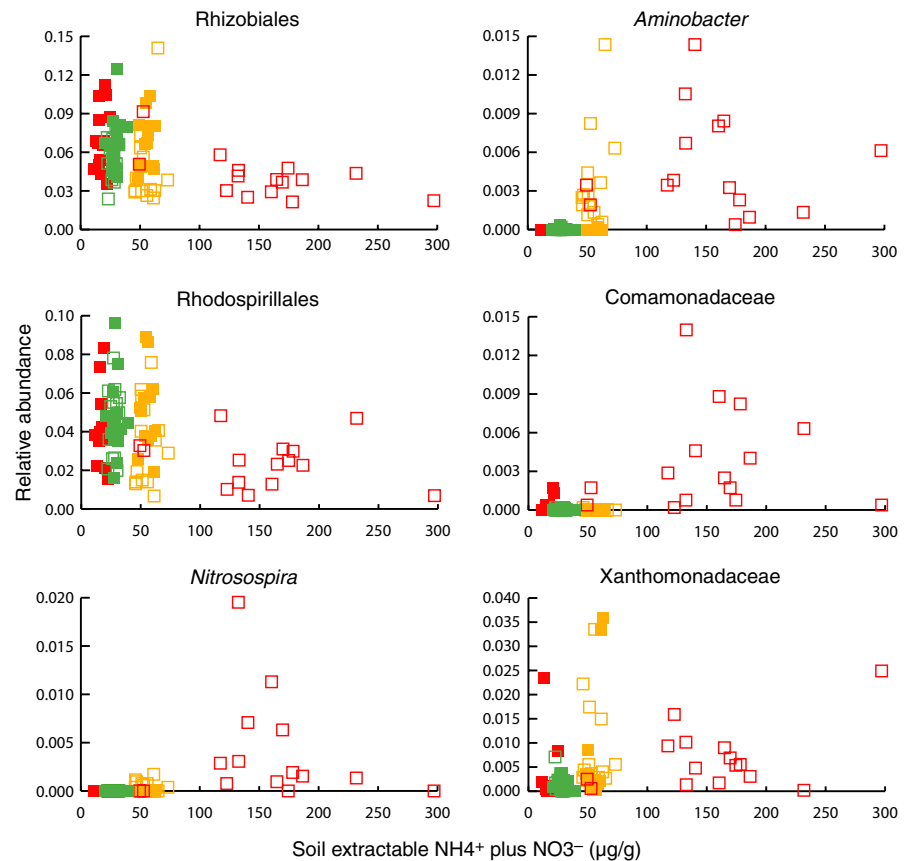 Rhizobiales
0.15
0.12
0.09
0.06
0.03
0.00
0 50 100 150 200 250 300
Aminobacter
0.015
0.012
0.009
0.006
0.003
0.000
0 50 100 150 200 250 300
Rhodospirillales
0.10
0.08
0.06
0.04
0.02
0.00
0 50 100 150 200 250 300
Comamonadaceae
0.015
0.012
0.009
0.006
0.003
0.000
0 50 100 150 200 250 300
Nitrosospira
0.020
0.015
0.010
0.005
0.000
0 50 100 150 200 250 300
Xanthomonadaceae
0.040
0.035
0.030
0.025
0.020
0.015
0.010
0.005
0.000
0 50 100 150 200 250 300
Relative abundance
Soil extractable NH4⁺ plus NO3⁻ (µg/g)